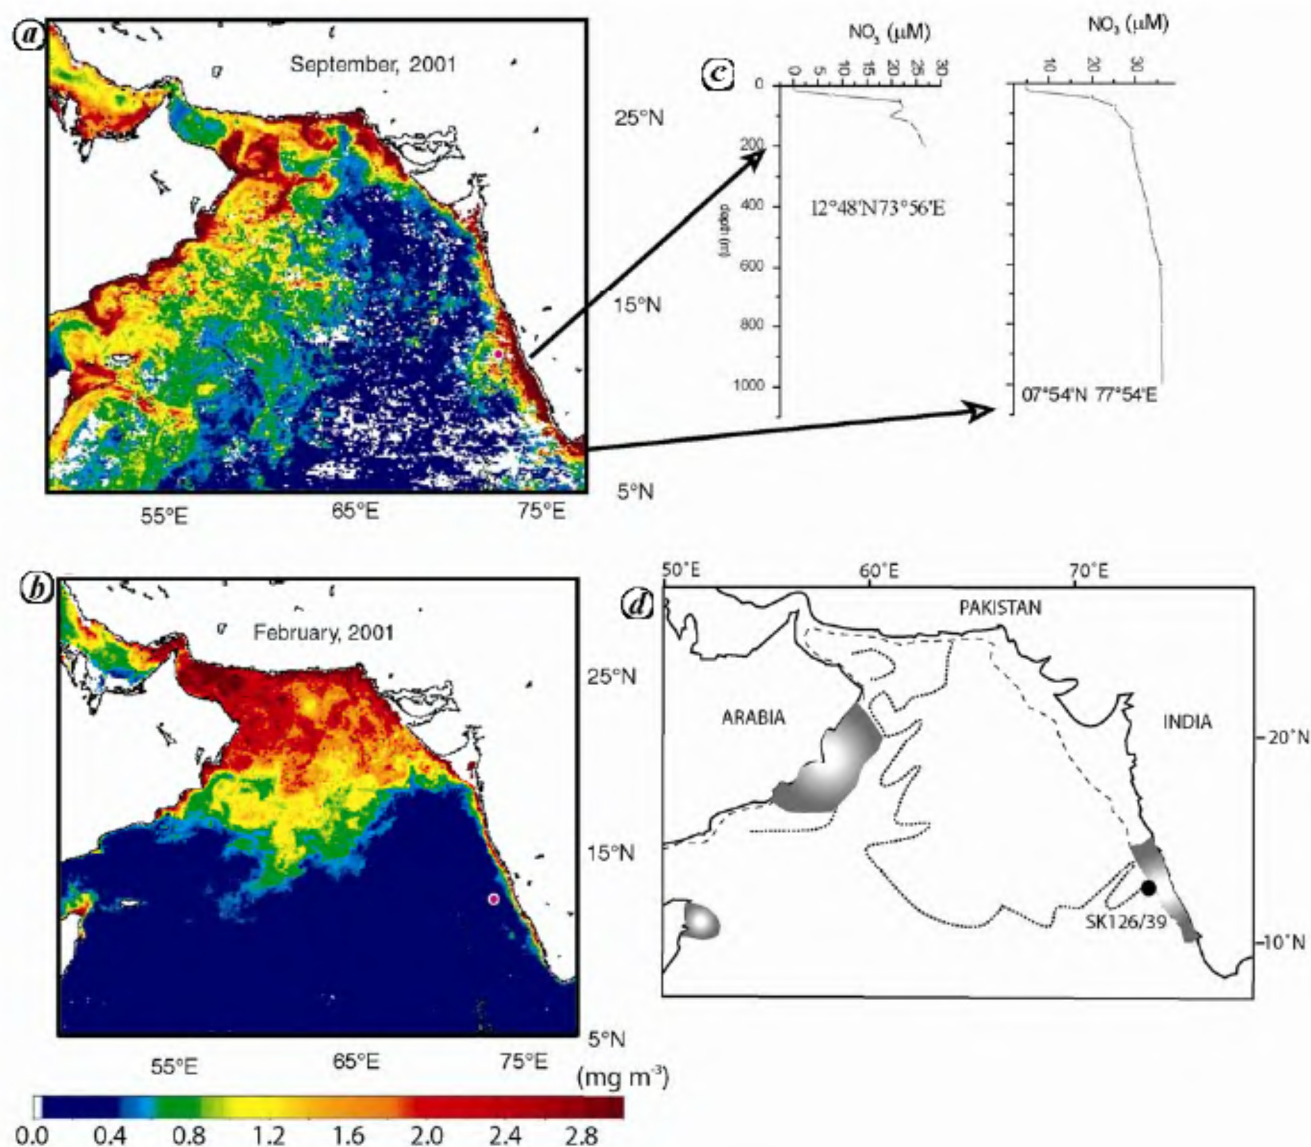 a
September, 2001
25°N
15°N
5°N
55°E
65°E
75°E
c
NO3 (μM)
0
5
10
15
20
25
30
0
200
400
600
800
1000
depth (m)
12°48'N73°56'E
NO3 (μM)
10
20
30
07°54'N 77°54'E
b
February, 2001
25°N
15°N
5°N
55°E
65°E
75°E
(mg m-3)
0.0 0.4 0.8 1.2 1.6 2.0 2.4 2.8
d
50°E 60°E 70°E
PAKISTAN
ARABIA
INDIA
20°N
SK126/39
10°N